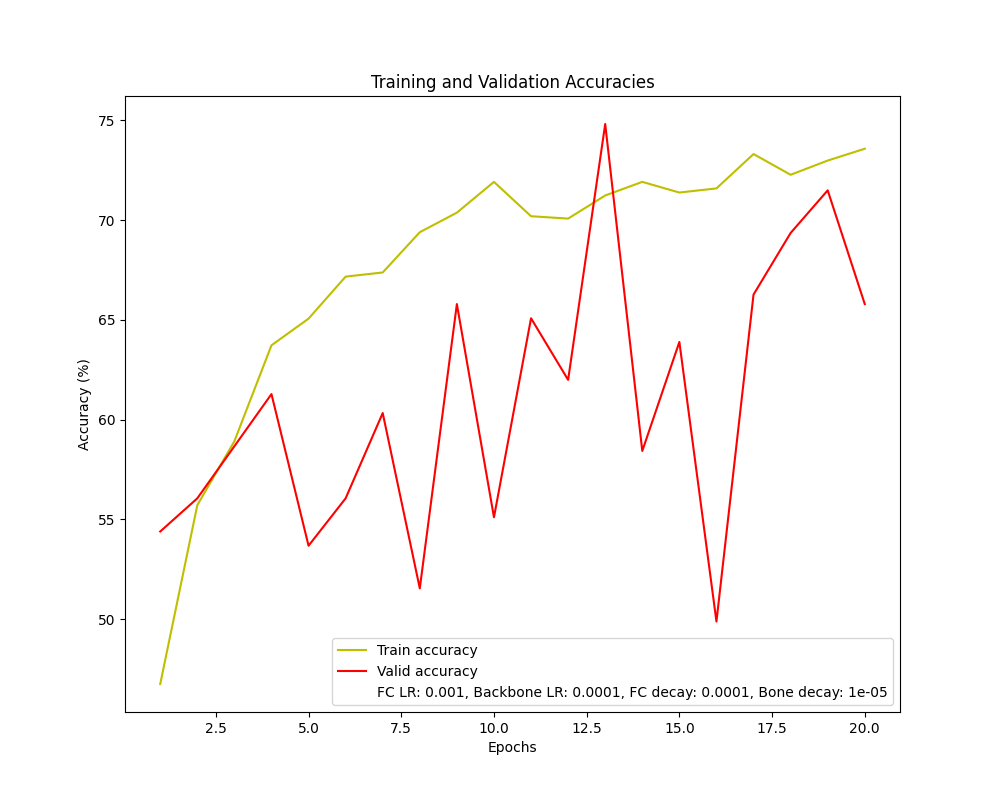 Training and Validation Accuracies
75
70
65
60
55
50
Accuracy (%)
Train accuracy
Valid accuracy
FC LR: 0.001, Backbone LR: 0.0001, FC decay: 0.0001, Bone decay: 1e-05
2.5 5.0 7.5 10.0 12.5 15.0 17.5 20.0
Epochs